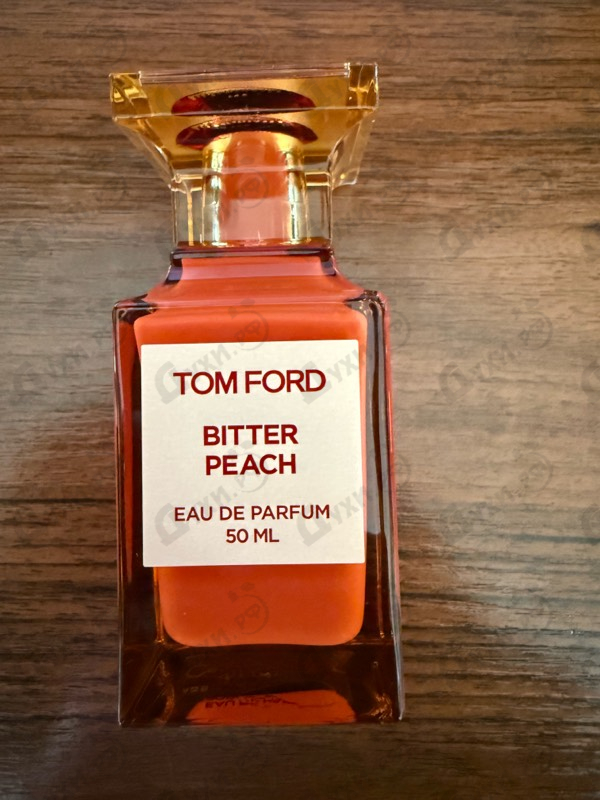 TOM FORD
BITTER
PEACH
EAU DE PARFUM
50 ML